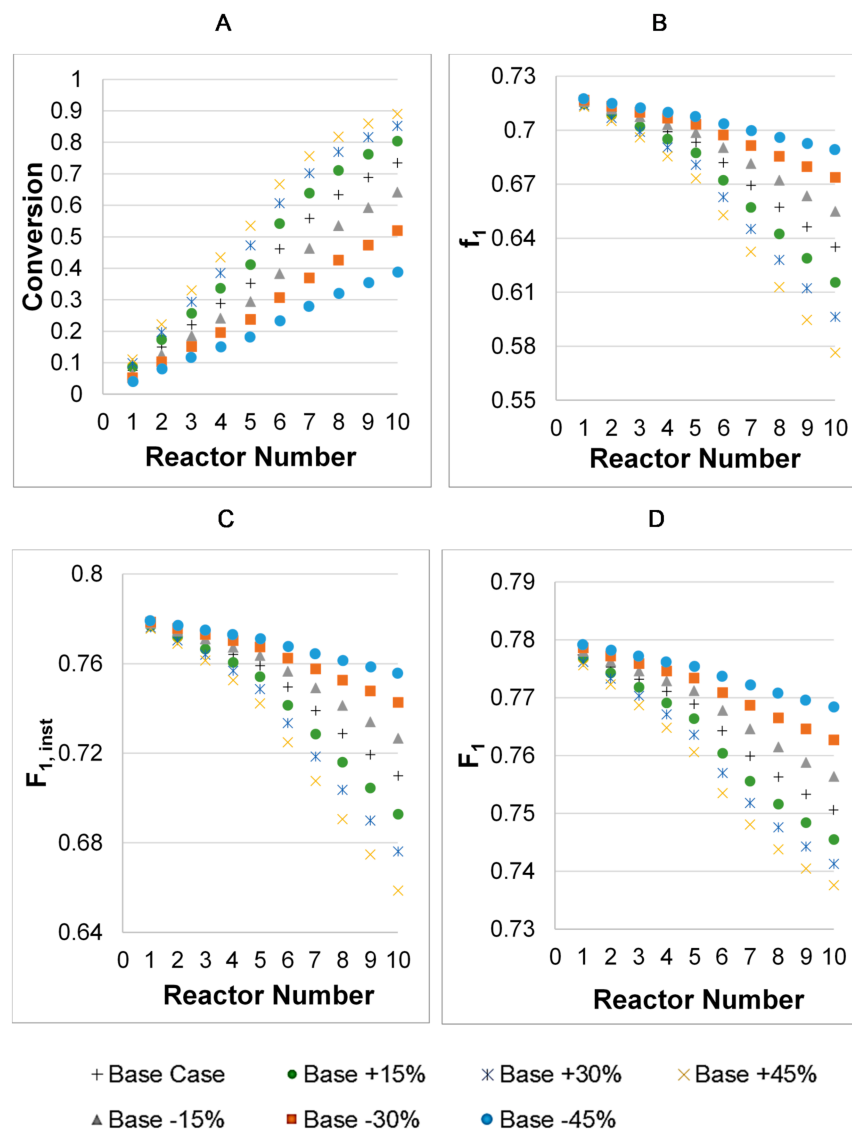 A
Conversion
1
0.9
0.8
0.7
0.6
0.5
0.4
0.3
0.2
0.1
0
0 1 2 3 4 5 6 7 8 9 10
Reactor Number
B
f1
0.73
0.7
0.67
0.64
0.61
0.58
0.55
0 1 2 3 4 5 6 7 8 9 10
Reactor Number
C
F1, inst
0.8
0.76
0.72
0.68
0.64
0 1 2 3 4 5 6 7 8 9 10
Reactor Number
D
F1
0.79
0.78
0.77
0.76
0.75
0.74
0.73
0 1 2 3 4 5 6 7 8 9 10
Reactor Number
Base Case
Base +15%
Base +30%
Base +45%
Base -15%
Base -30%
Base -45%